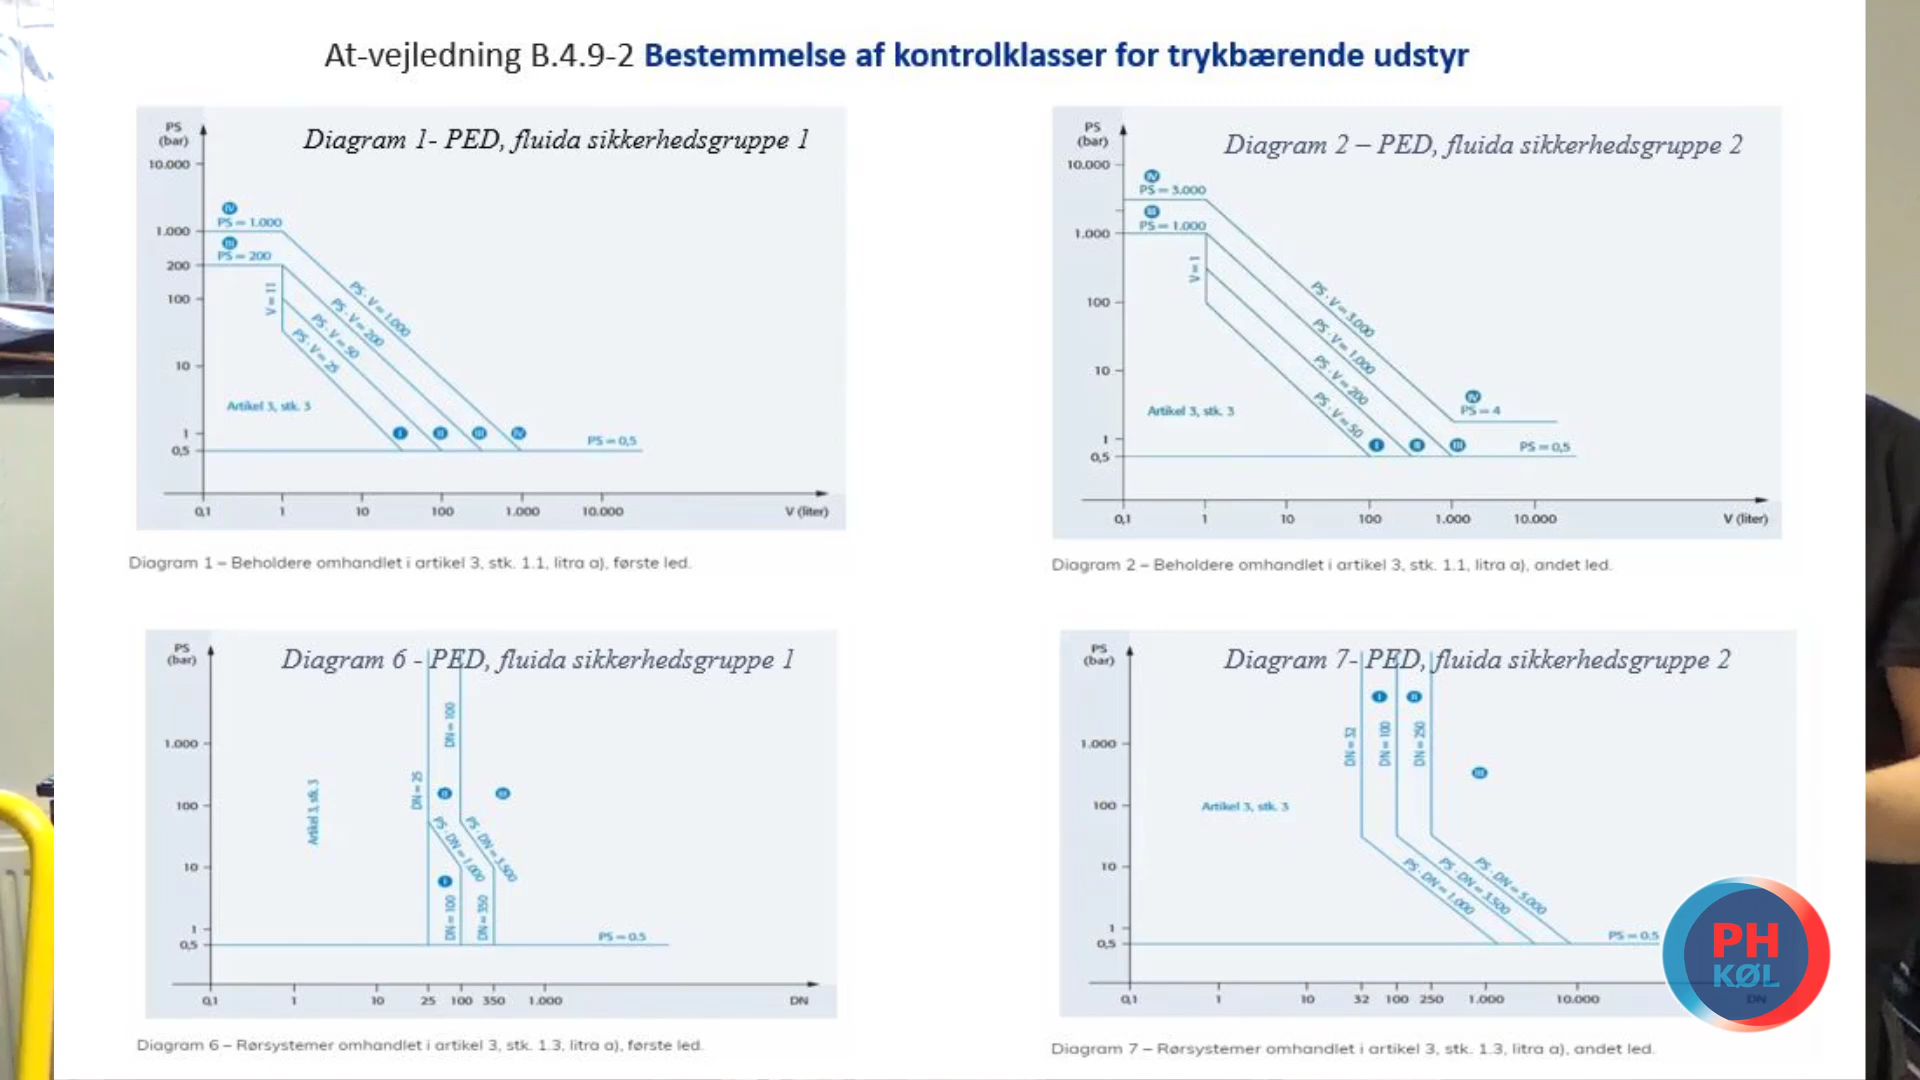 At-vejledning B.4.9-2 Bestemmelse af kontrolklasser for trykbærende udstyr
PS
(bar)
Diagram 1- PED, fluida sikkerhedsgruppe 1
10.000
IV
PS = 1.000
1.000
III
PS = 200
200
100
V = 11
PS · V = 1.000
PS · V = 200
PS · V = 50
PS · V = 25
10
Artikel 3, stk. 3
I II III IV
1
PS = 0,5
0,5
0,1 1 10 100 1.000 10.000 V (liter)
Diagram 1 – Beholdere omhandlet i artikel 3, stk. 1.1, litra a), første led.
PS
(bar)
Diagram 2 – PED, fluida sikkerhedsgruppe 2
10.000
IV
PS = 3.000
III
PS = 1.000
1.000
V = 1
100
PS · V = 3.000
PS · V = 1.000
PS · V = 200
PS · V = 50
10
IV
PS = 4
Artikel 3, stk. 3
I II III
1
PS = 0,5
0,5
0,1 1 10 100 1.000 10.000 V (liter)
Diagram 2 – Beholdere omhandlet i artikel 3, stk. 1.1, litra a), andet led.
PS
(bar)
Diagram 6 - PED, fluida sikkerhedsgruppe 1
DN = 100
1.000
DN = 25
Artikel 3, stk. 3
II III
100
PS · DN = 1.000
PS · DN = 3.500
10
I
DN = 100
DN = 350
1
PS = 0.5
0,5
0,1 1 10 25 100 350 1.000 DN
Diagram 6 – Rørsystemer omhandlet i artikel 3, stk. 1.3, litra a), første led.
PS
(bar)
Diagram 7- PED, fluida sikkerhedsgruppe 2
I II
DN = 32
DN = 100
DN = 250
1.000
III
Artikel 3, stk. 3
100
10
PS · DN = 1.000
PS · DN = 3.500
PS · DN = 5.000
1
PS = 0.5
0,5
0,1 1 10 32 100 250 1.000 10.000 DN
Diagram 7 – Rørsystemer omhandlet i artikel 3, stk. 1.3, litra a), andet led.
PH
KØL